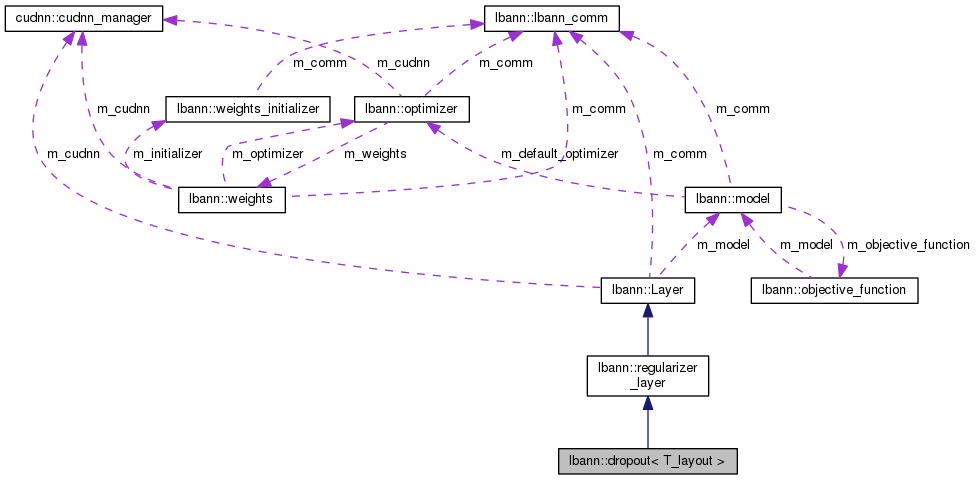 cudnn::cudnn_manager
lbann::lbann_comm
m_comm
m_cudnn
m_comm
lbann::weights_initializer
lbann::optimizer
m_cudnn
m_comm
m_comm
m_cudnn
m_initializer
m_optimizer
m_weights
m_default_optimizer
m_comm
lbann::weights
lbann::model
m_model
m_model
m_objective_function
lbann::Layer
lbann::objective_function
lbann::regularizer
_layer
lbann::dropout< T_layout >